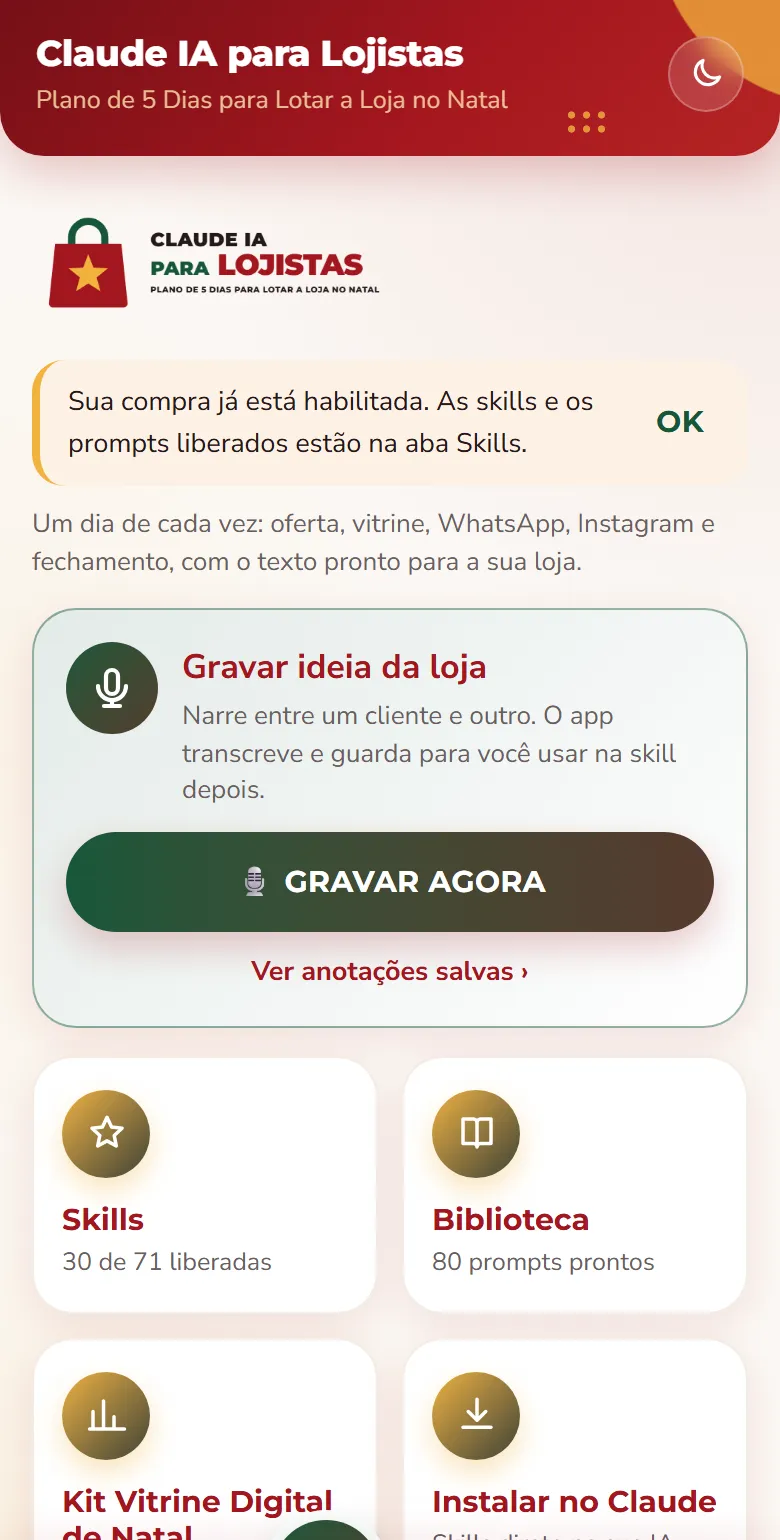 Claude IA para Lojistas
Plano de 5 Dias para Lotar a Loja no Natal
CLAUDE IA
PARA LOJISTAS
PLANO DE 5 DIAS PARA LOTAR A LOJA NO NATAL
Sua compra já está habilitada. As skills e os
prompts liberados estão na aba Skills.
OK
Um dia de cada vez: oferta, vitrine, WhatsApp, Instagram e
fechamento, com o texto pronto para a sua loja.
Gravar ideia da loja
Narre entre um cliente e outro. O app
transcreve e guarda para você usar na skill
depois.
GRAVAR AGORA
Ver anotações salvas ›
Skills
30 de 71 liberadas
Biblioteca
80 prompts prontos
Kit Vitrine Digital
de Natal
Instalar no Claude